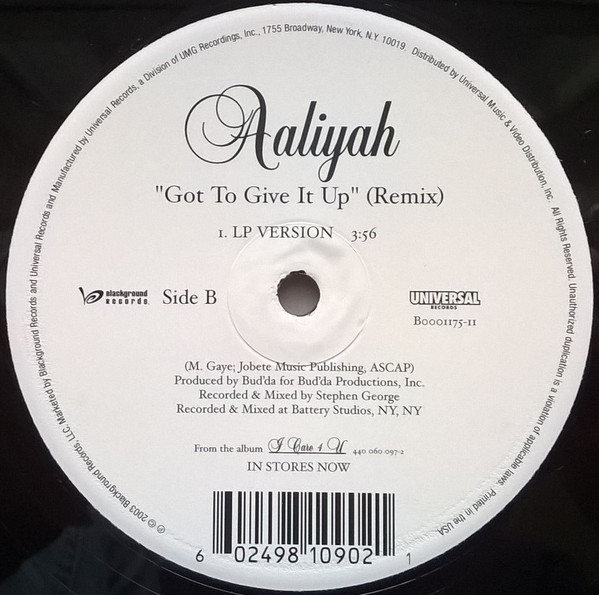 Aaliyah
"Got To Give It Up" (Remix)
1. LP VERSION 3:56
blackground
RECORDS
Side B
UNIVERSAL
RECORDS
B0001175-11
(M. Gaye; Jobete Music Publishing, ASCAP)
Produced by Bud'da for Bud'da Productions, Inc.
Recorded & Mixed by Stephen George
Recorded & Mixed at Battery Studios, NY, NY
From the album I Care 4 U 440 060 097-2
IN STORES NOW
6 02498 10902 1
℗ © 2003 Blackground Records, LLC. Marketed by Blackground Records and Universal Records and Manufactured by Universal Records, a Division of UMG Recordings, Inc., 1755 Broadway, New York, N.Y. 10019 Distributed by Universal Music & Video Distribution, Inc. All Rights Reserved. Unauthorized duplication is a violation of applicable laws. Printed in the USA.